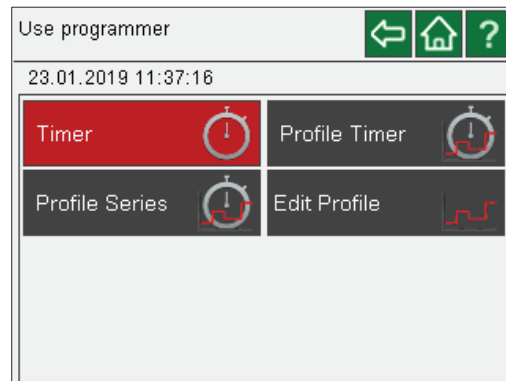 Use programmer
?
23.01.2019 11:37:16
Timer
Profile Timer
Profile Series
Edit Profile